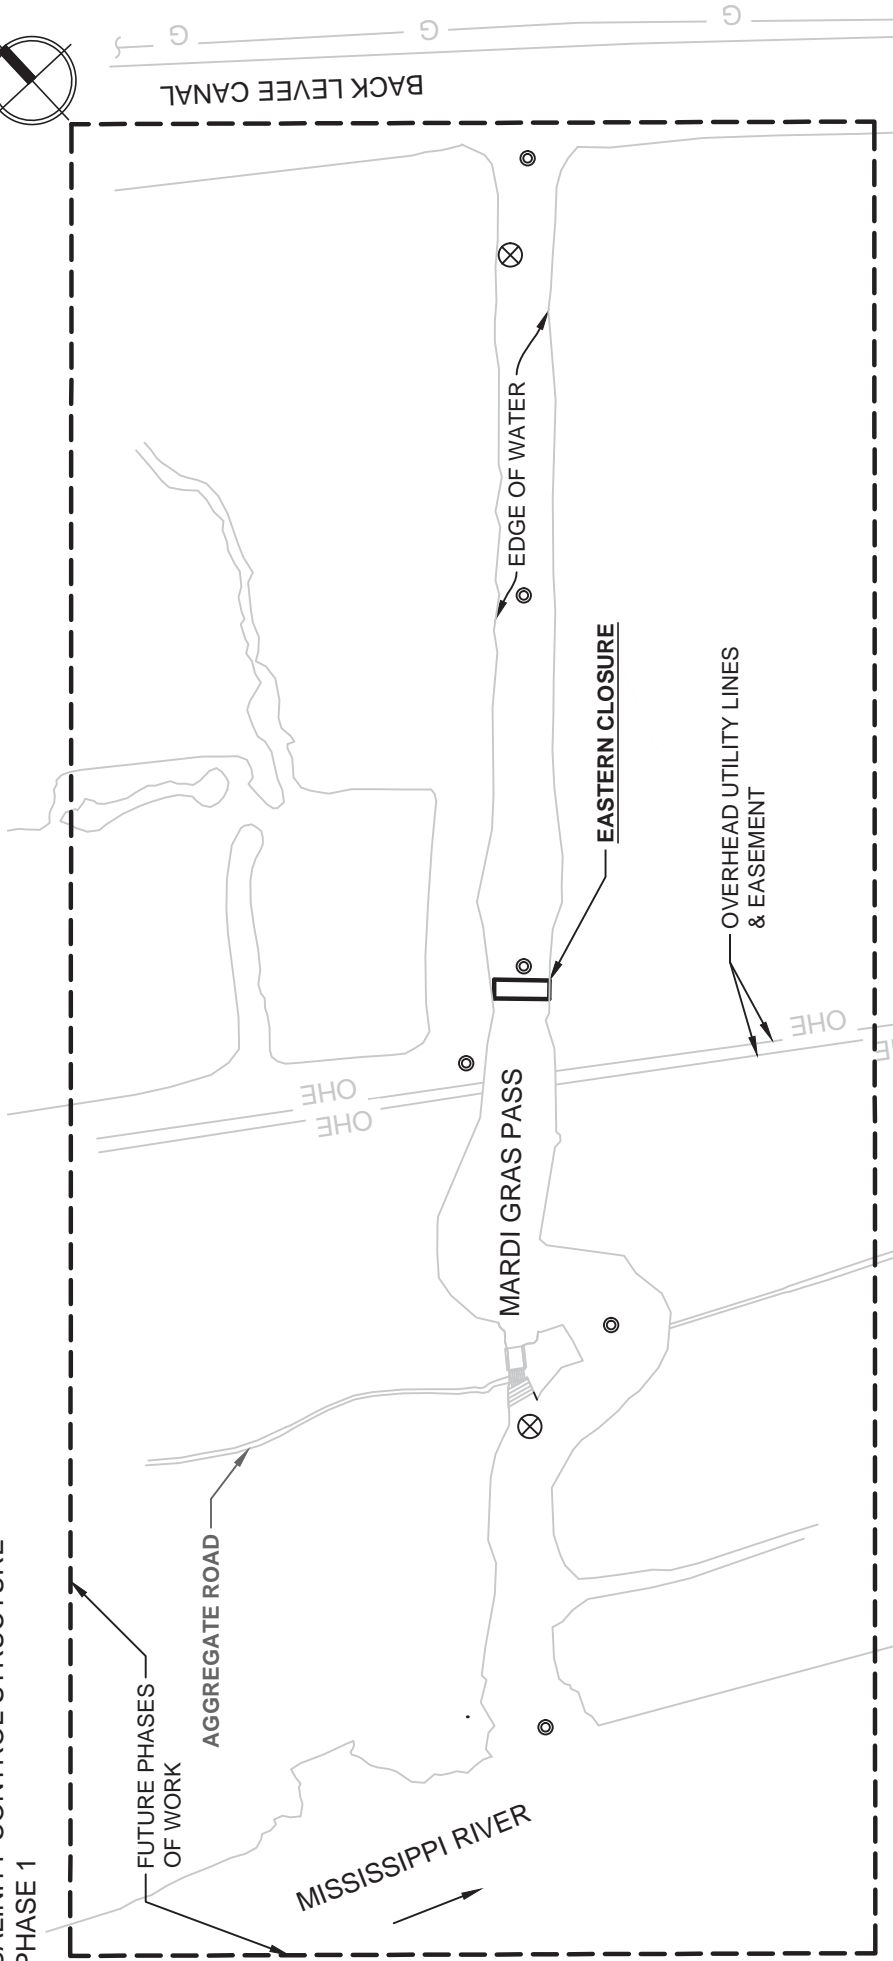 PHASE 1
FUTURE PHASES
OF WORK
AGGREGATE ROAD
MISSISSIPPI RIVER
MARDI GRAS PASS
EASTERN CLOSURE
EDGE OF WATER
OVERHEAD UTILITY LINES
& EASEMENT
OHE
OHE
OHE
BACK LEVEE CANAL
G
G
G